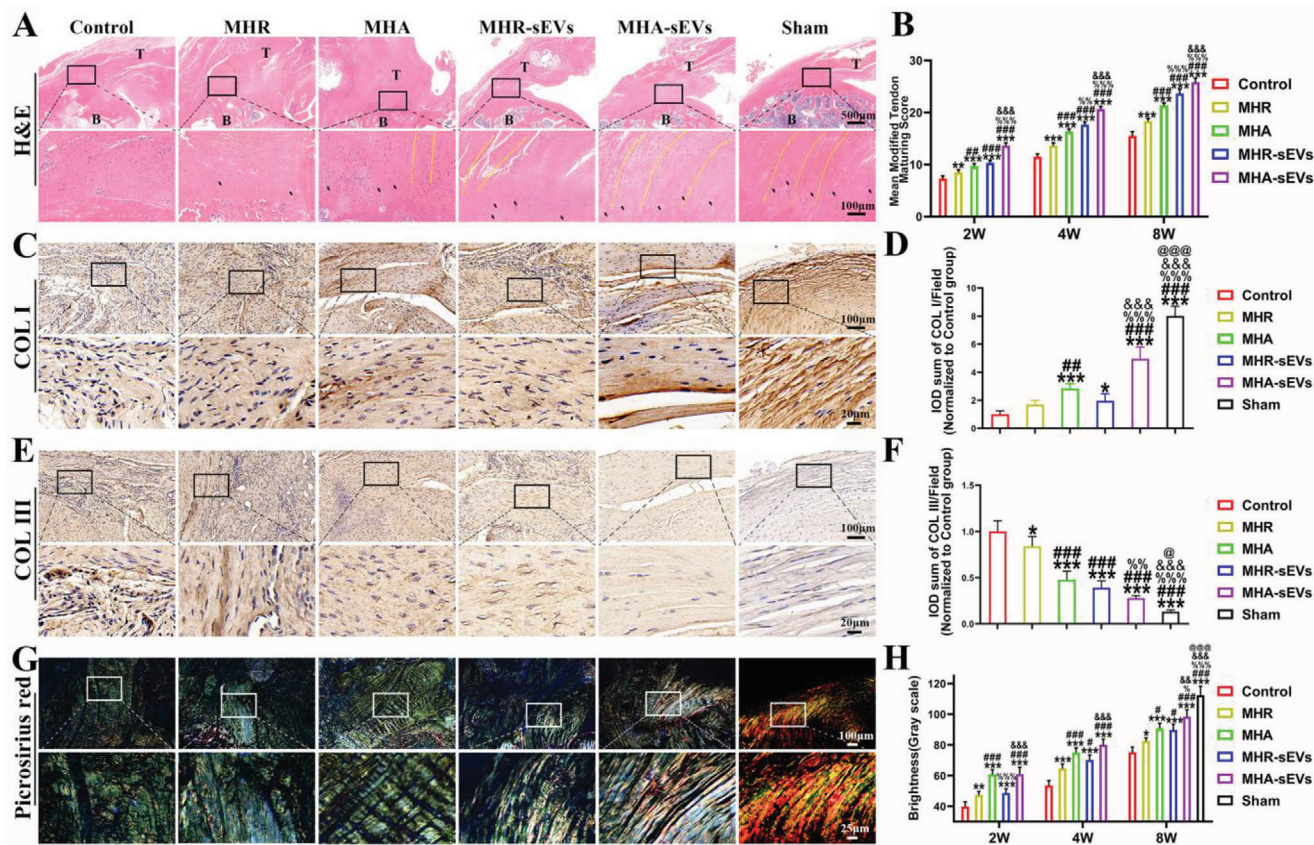 A
Control
MHR
MHA
MHR-sEVs
MHA-sEVs
Sham
H&E
T
T
T
T
T
T
B
B
B
B
B
B
500μm
100μm
B
Mean Modified Tendon
Maturing Score
30
20
10
0
** ## *** ### *** &&& %%% ### ***
*** ### *** %% ### *** &&& %%% ### ***
*** ### *** %%% ### *** &&& %%% ### ***
2W
4W
8W
Control
MHR
MHA
MHR-sEVs
MHA-sEVs
C
COL I
100μm
20μm
D
IOD sum of COL I/Field
(Normalized to Control group)
10
8
6
4
2
0
##
***
*
&&&
%%%
###
***
@@@
&&&
%%%
###
***
Control
MHR
MHA
MHR-sEVs
MHA-sEVs
Sham
E
COL III
100μm
20μm
F
IOD sum of COL III/Field
(Normalized to Control group)
1.5
1.0
0.5
0.0
*
###
***
###
***
%%
###
***
@
&&&
%%%
###
***
Control
MHR
MHA
MHR-sEVs
MHA-sEVs
Sham
G
Picrosirius red
100μm
25μm
H
Brightness(Gray scale)
120
100
80
60
40
** ### *** %%% *** &&& ### ***
*** ### *** # *** &&& ### ***
* # *** # *** && % ### *** @@@ &&& %%% ### ***
2W
4W
8W
Control
MHR
MHA
MHR-sEVs
MHA-sEVs
Sham